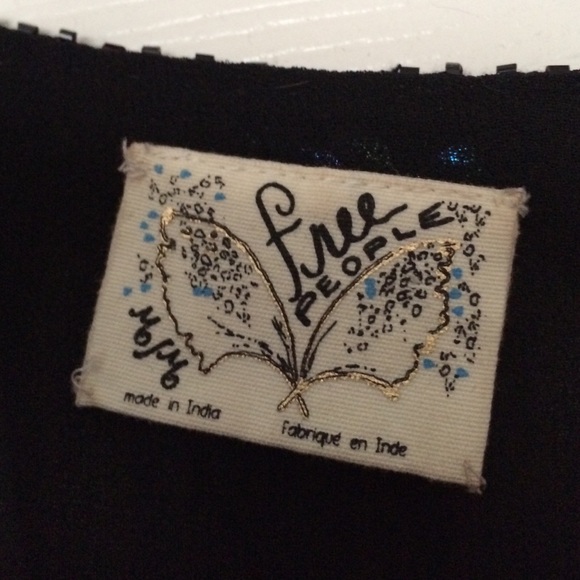 free
PEOPLE
M/M
made in India
Fabriqué en Inde